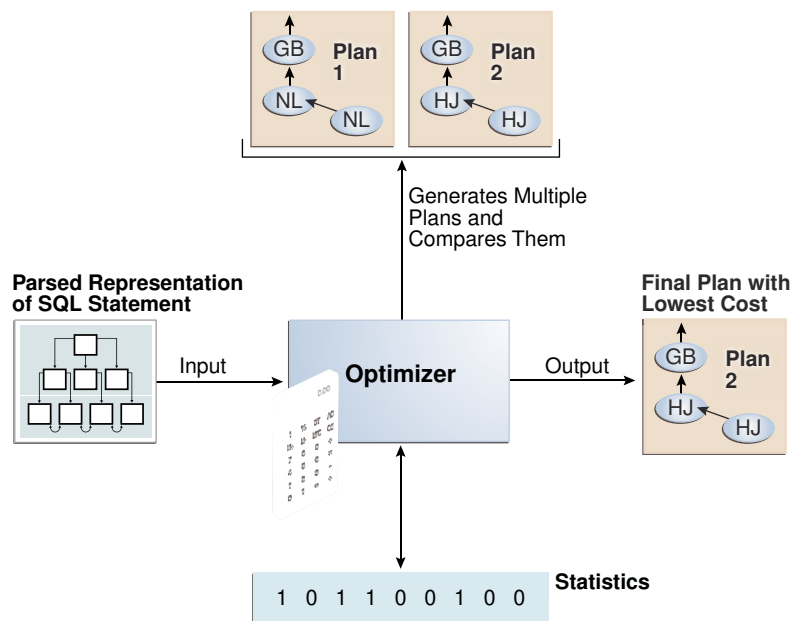 GB
Plan
1
NL
NL
GB
Plan
2
HJ
HJ
Generates Multiple
Plans and
Compares Them
Parsed Representation
of SQL Statement
Input
Optimizer
Output
Final Plan with
Lowest Cost
GB
Plan
2
HJ
HJ
Statistics
1 0 1 1 0 0 1 0 0